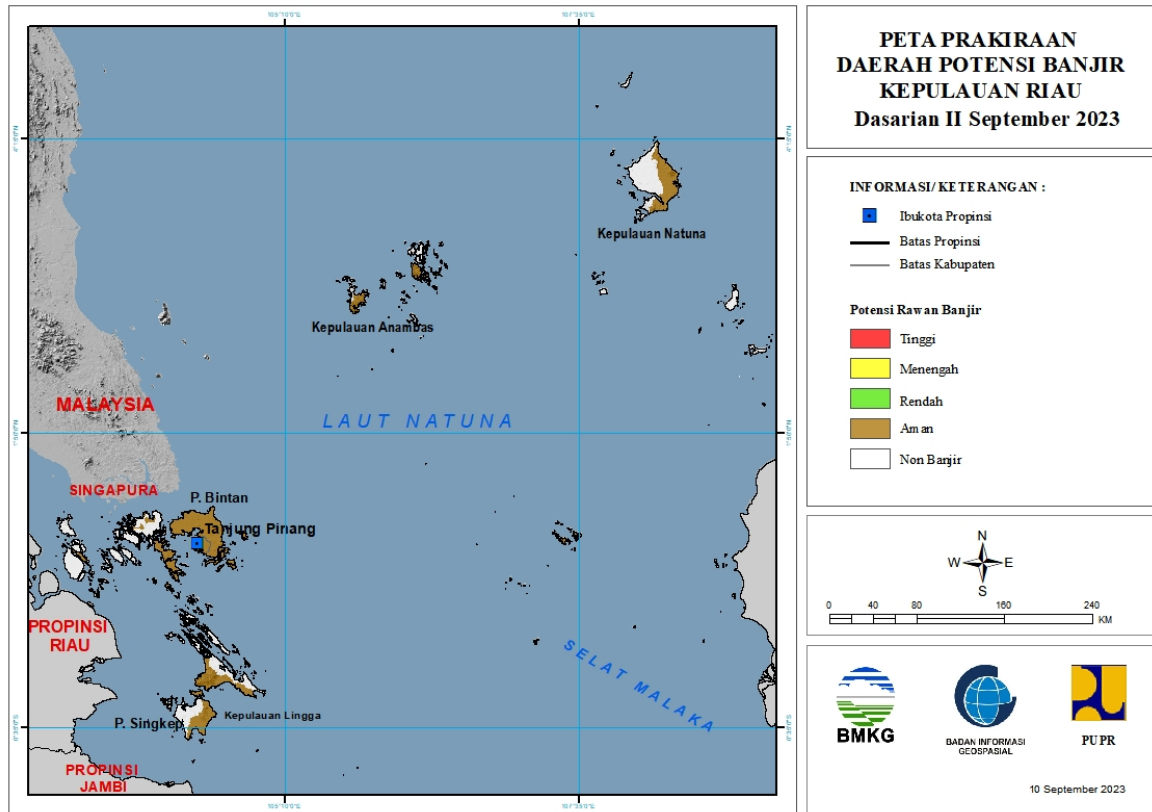 PETA PRAKIRAAN
DAERAH POTENSI BANJIR
KEPULAUAN RIAU
Dasarian II September 2023
INFORMASI/ KETERANGAN :
Ibukota Propinsi
Batas Propinsi
Batas Kabupaten
Potensi Rawan Banjir
Tinggi
Menengah
Rendah
Aman
Non Banjir
N
W E
S
0 40 80 160 240
KM
BMKG
BADAN INFORMASI
GEOSPASIAL
PUPR
10 September 2023
Kepulauan Natuna
Kepulauan Anambas
MALAYSIA
LAUT NATUNA
SINGAPURA
P. Bintan
Tanjung Pinang
PROPINSI
RIAU
SELAT MALAKA
Kepulauan Lingga
P. Singkep
PROPINSI
JAMBI